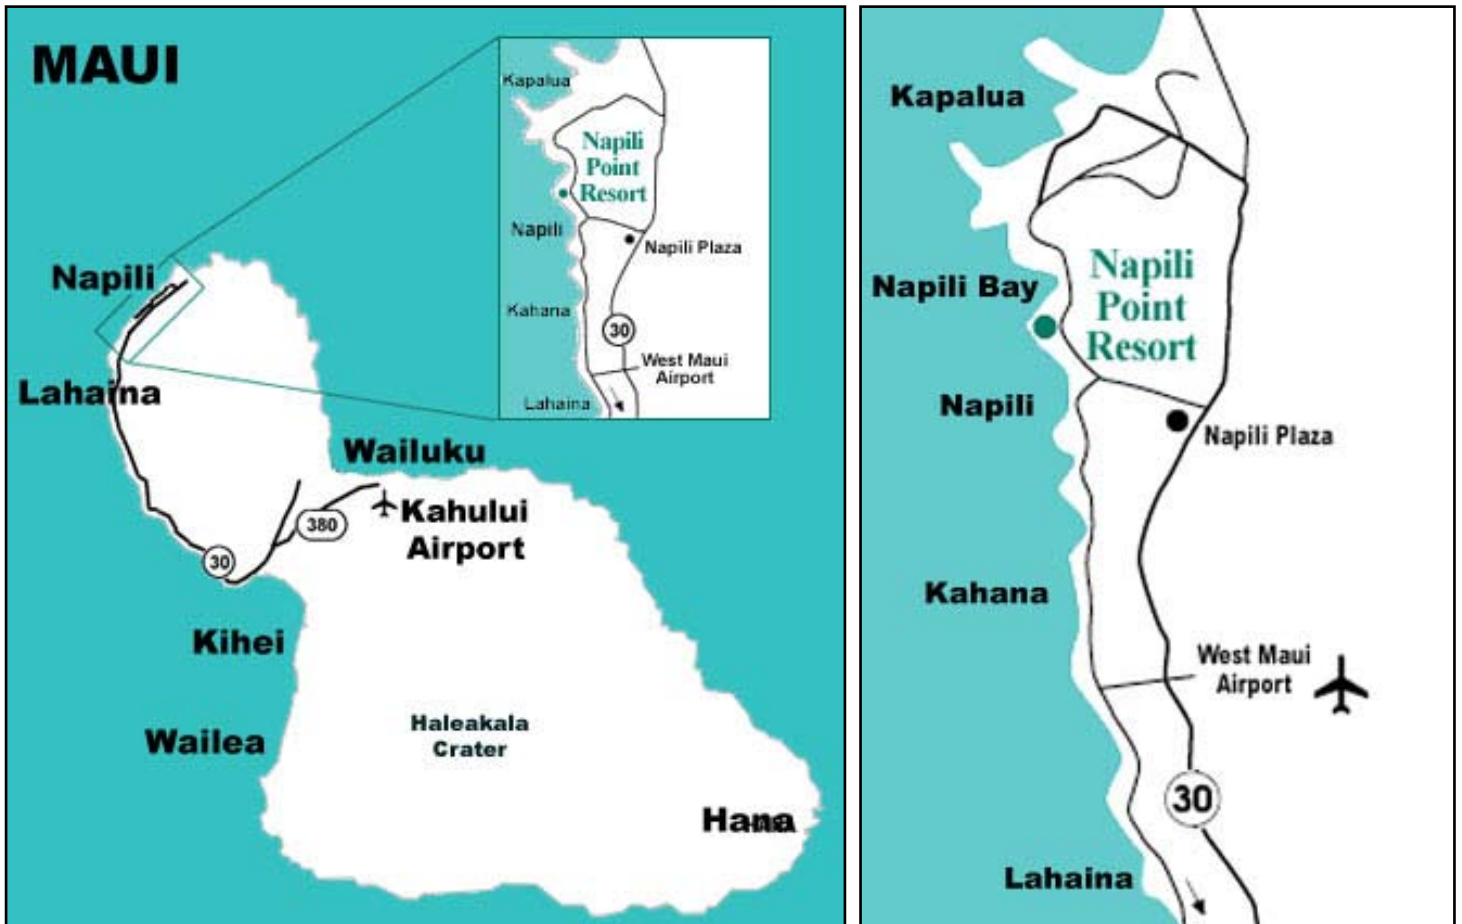 MAUI
Kapalua
Napili
Point
Resort
Napili
Napili Plaza
Kahana
30
West Maui
Airport
Lahaina
Napili
Lahaina
Wailuku
380
Kahului
Airport
30
Kihei
Wailea
Haleakala
Crater
Hana
Kapalua
Napili
Point
Resort
Napili Bay
Napili
Napili Plaza
Kahana
West Maui
Airport
30
Lahaina